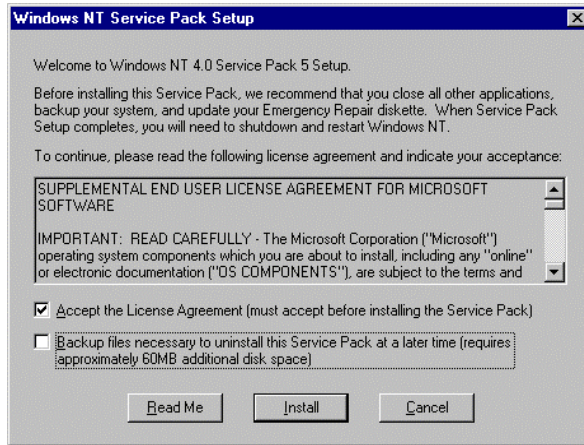 Windows NT Service Pack Setup
Welcome to Windows NT 4.0 Service Pack 5 Setup.
Before installing this Service Pack, we recommend that you close all other applications,
backup your system, and update your Emergency Repair diskette.  When Service Pack
Setup completes, you will need to shutdown and restart Windows NT.
To continue, please read the following license agreement and indicate your acceptance:
SUPPLEMENTAL END USER LICENSE AGREEMENT FOR MICROSOFT
SOFTWARE
IMPORTANT:  READ CAREFULLY - The Microsoft Corporation ("Microsoft")
operating system components which you are about to install, including any "online"
or electronic documentation ("OS COMPONENTS"), are subject to the terms and
Accept the License Agreement (must accept before installing the Service Pack)
Backup files necessary to uninstall this Service Pack at a later time (requires
approximately 60MB additional disk space)
Read Me Install Cancel